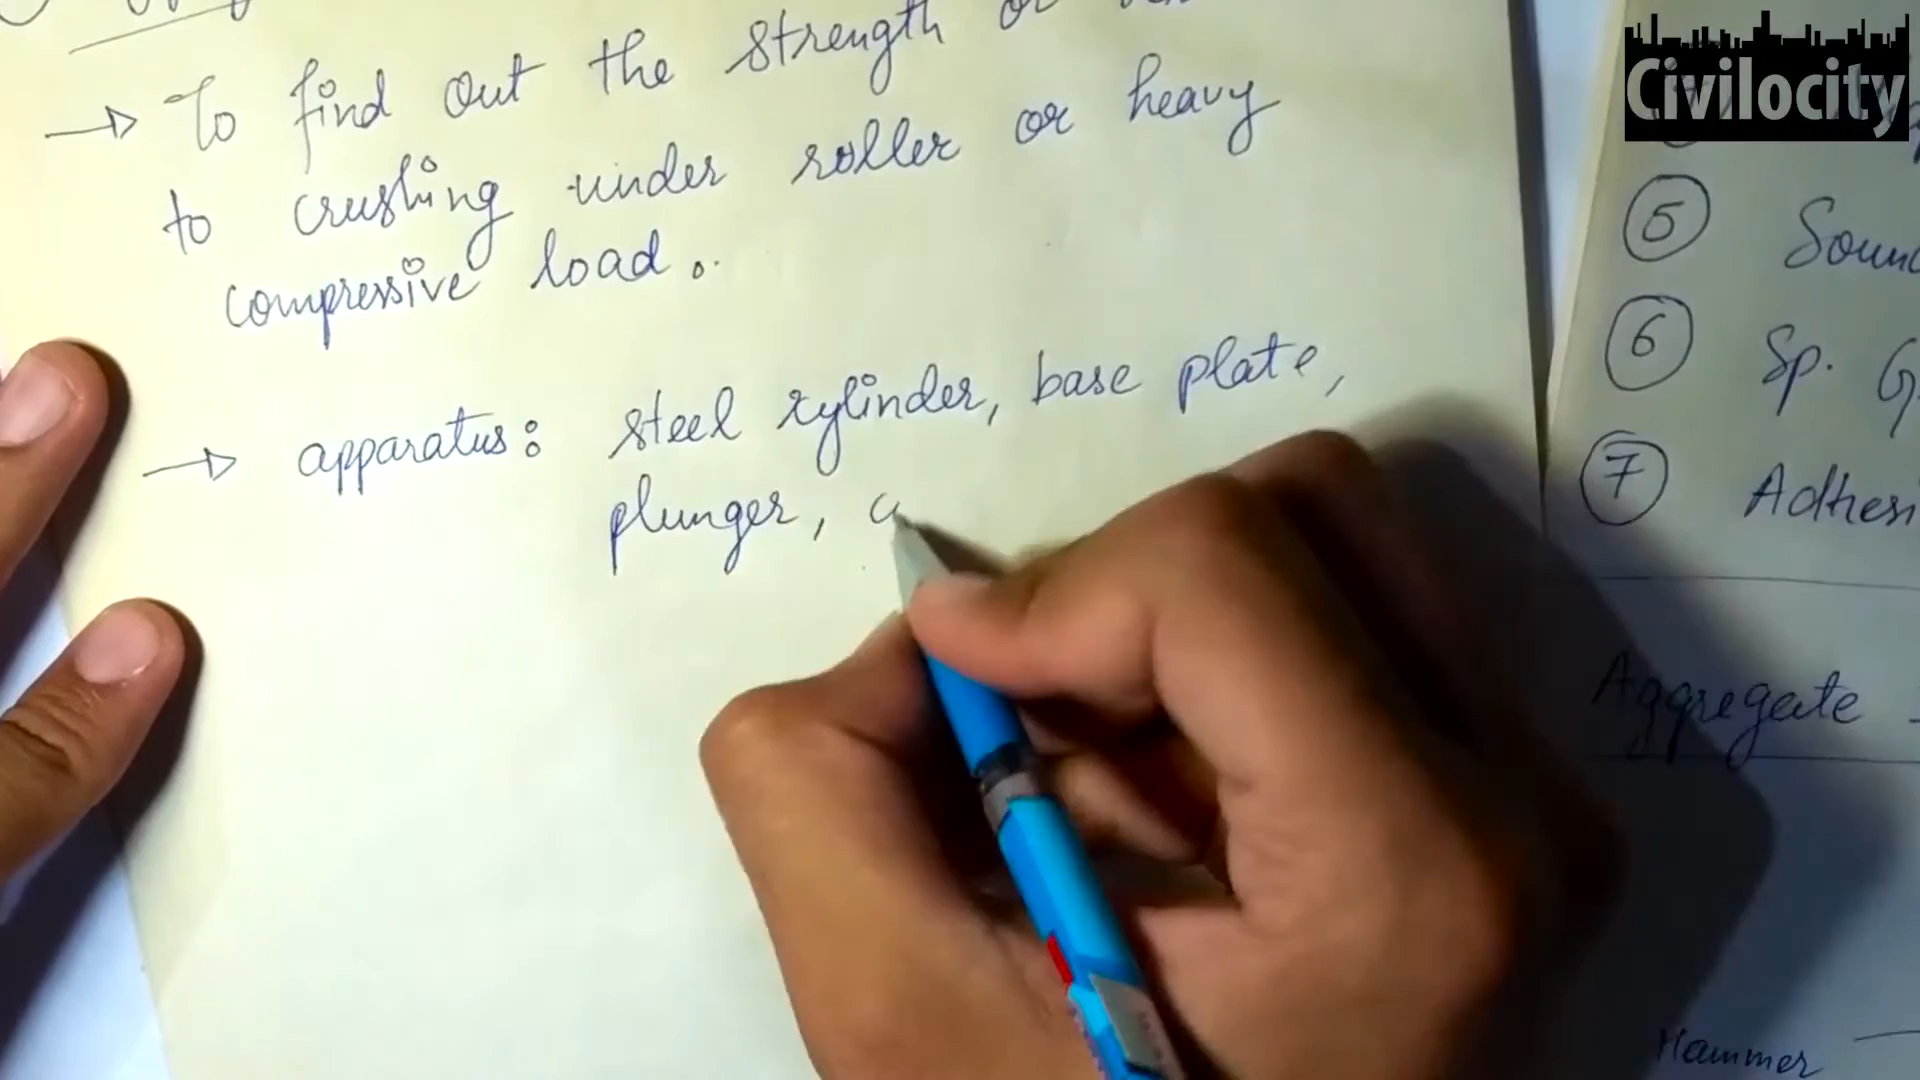 → To find out the strength
to crushing under roller or heavy
compressive load.
→ apparatus: steel cylinder, base plate,
plunger,
Civilocity
5 Sound
6 Sp. G
7 Adhesi
Aggregate
Hammer